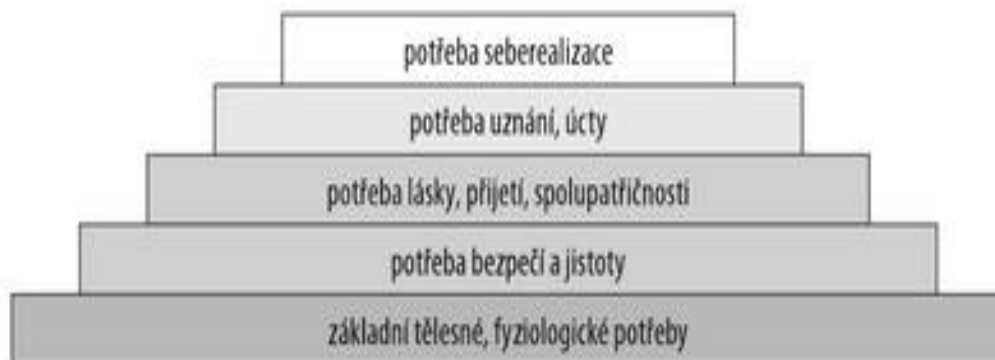 potřeba seberealizace
potřeba uznání, úcty
potřeba lásky, přijetí, spolupatřičnosti
potřeba bezpečí a jistoty
základní tělesné, fyziologické potřeby